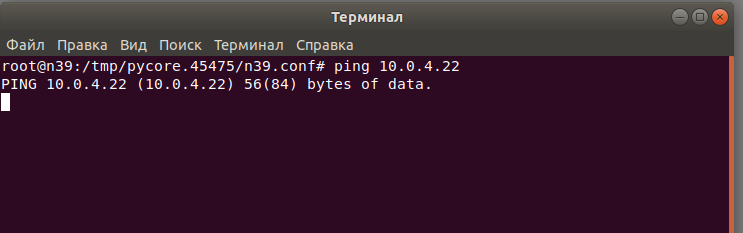 Терминал
Файл Правка Вид Поиск Терминал Справка
root@n39:/tmp/pycore.45475/n39.conf# ping 10.0.4.22
PING 10.0.4.22 (10.0.4.22) 56(84) bytes of data.